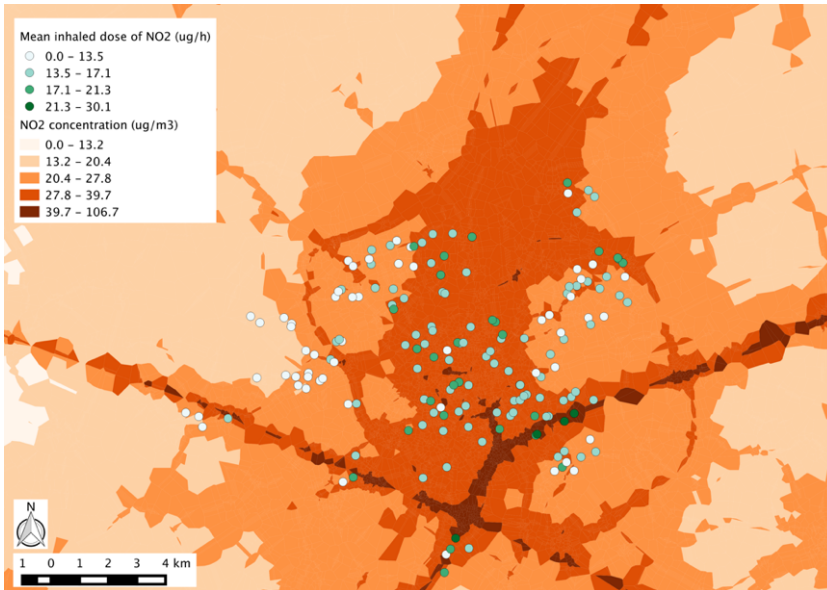 Mean inhaled dose of NO2 (ug/h)
0.0 – 13.5
13.5 – 17.1
17.1 – 21.3
21.3 – 30.1
NO2 concentration (ug/m3)
0.0 – 13.2
13.2 – 20.4
20.4 – 27.8
27.8 – 39.7
39.7 – 106.7
N
1 0 1 2 3 4 km